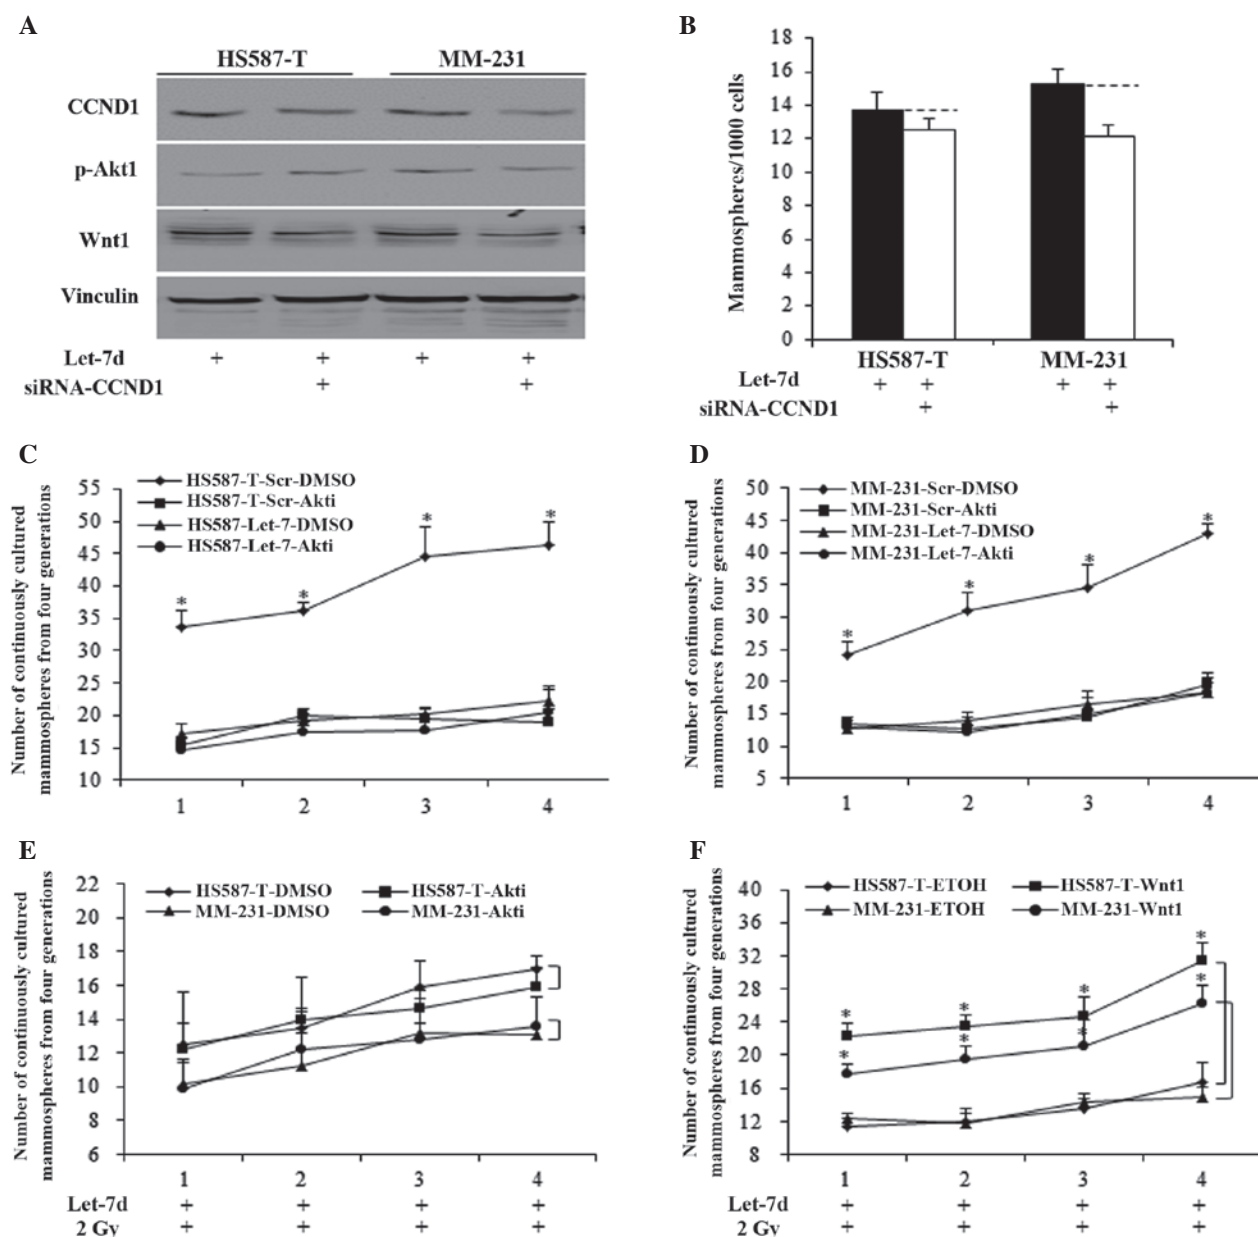 A
HS587-T MM-231
CCND1
p-Akt1
Wnt1
Vinculin
Let-7d + + + +
siRNA-CCND1 + +
B
Mammospheres/1000 cells
18
16
14
12
10
8
6
4
2
0
HS587-T MM-231
Let-7d + + + +
siRNA-CCND1 + +
C
HS587-T-Scr-DMSO
HS587-T-Scr-Akti
HS587-Let-7-DMSO
HS587-Let-7-Akti
Number of continuously cultured
mammospheres from four generations
55
50
45
40
35
30
25
20
15
10
* * * *
1 2 3 4
D
MM-231-Scr-DMSO
MM-231-Scr-Akti
MM-231-Let-7-DMSO
MM-231-Let-7-Akti
Number of continuously cultured
mammospheres from four generations
50
45
40
35
30
25
20
15
10
5
* * * *
1 2 3 4
E
HS587-T-DMSO HS587-T-Akti
MM-231-DMSO MM-231-Akti
Number of continuously cultured
mammospheres from four generations
22
20
18
16
14
12
10
8
6
1 2 3 4
Let-7d + + + +
2 Gy + + + +
F
HS587-T-ETOH HS587-T-Wnt1
MM-231-ETOH MM-231-Wnt1
Number of continuously cultured
mammospheres from four generations
40
36
32
28
24
20
16
12
8
* * * *
* * * *
1 2 3 4
Let-7d + + + +
2 Gy + + + +